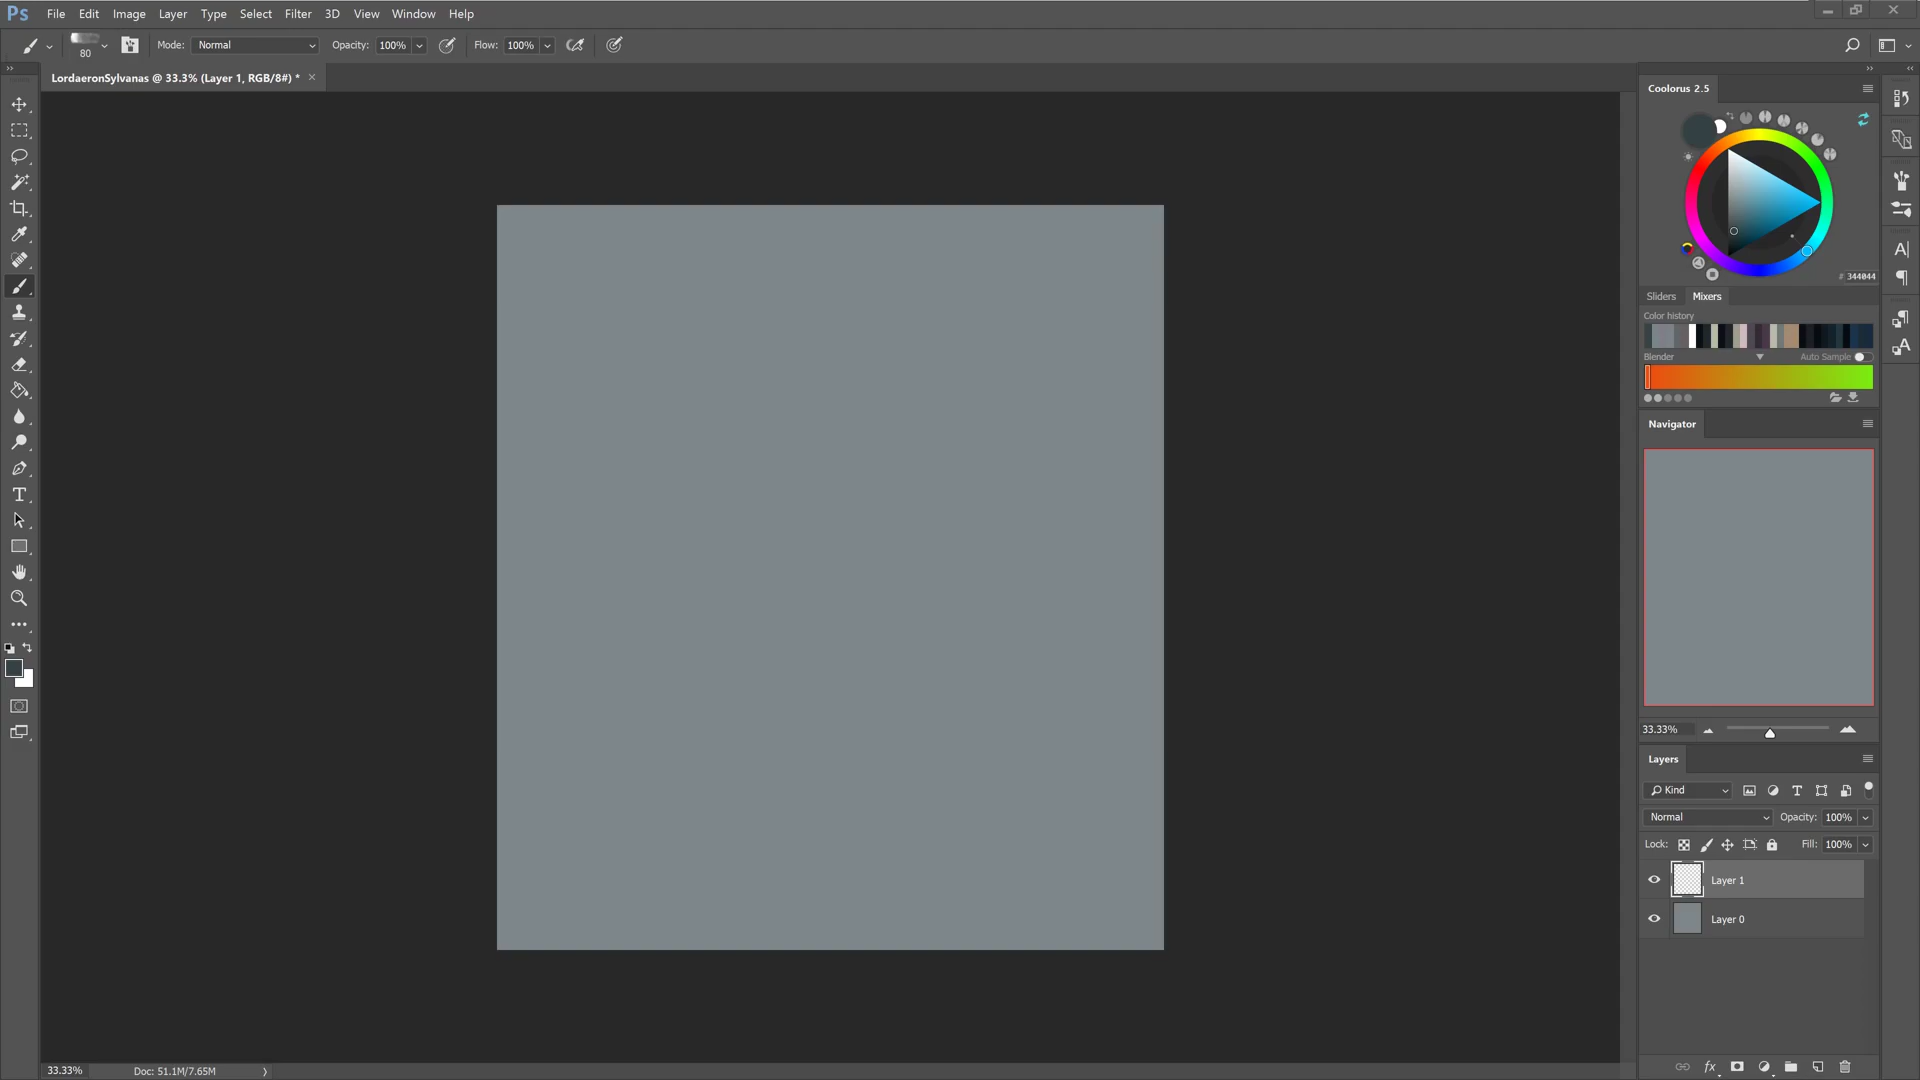 Ps File Edit Image Layer Type Select Filter 3D View Window Help
80 Mode: Normal Opacity: 100% Flow: 100%
LordaeronSylvanas @ 33.3% (Layer 1, RGB/8#) * ×
Coolorus 2.5
# 344044
Sliders Mixers
Color history
Blender Auto Sample
Navigator
33.33%
Layers
Kind
Normal Opacity: 100%
Lock: Fill: 100%
Layer 1
Layer 0
fx
33.33% Doc: 51.1M/7.65M